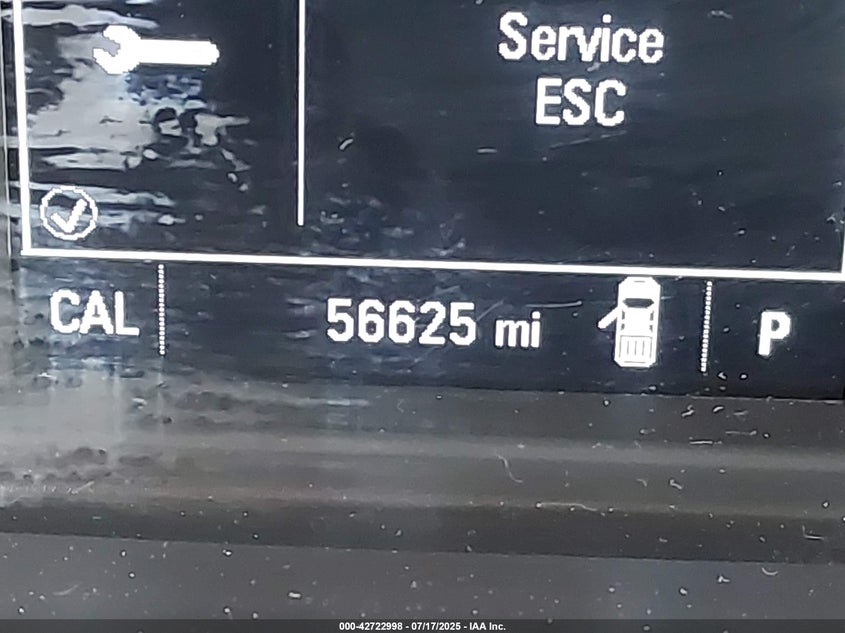 Service
ESC
CAL
56625 mi
P
000-42722998 - 07/17/2025 - IAA Inc.